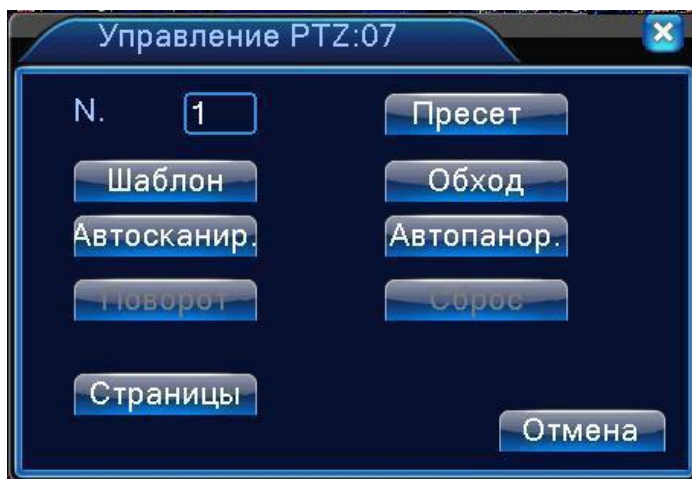 Управление PTZ:07
N. 1 Пресет
Шаблон Обход
Автосканир. Автопанор.
Поворот Сброс
Страницы
Отмена